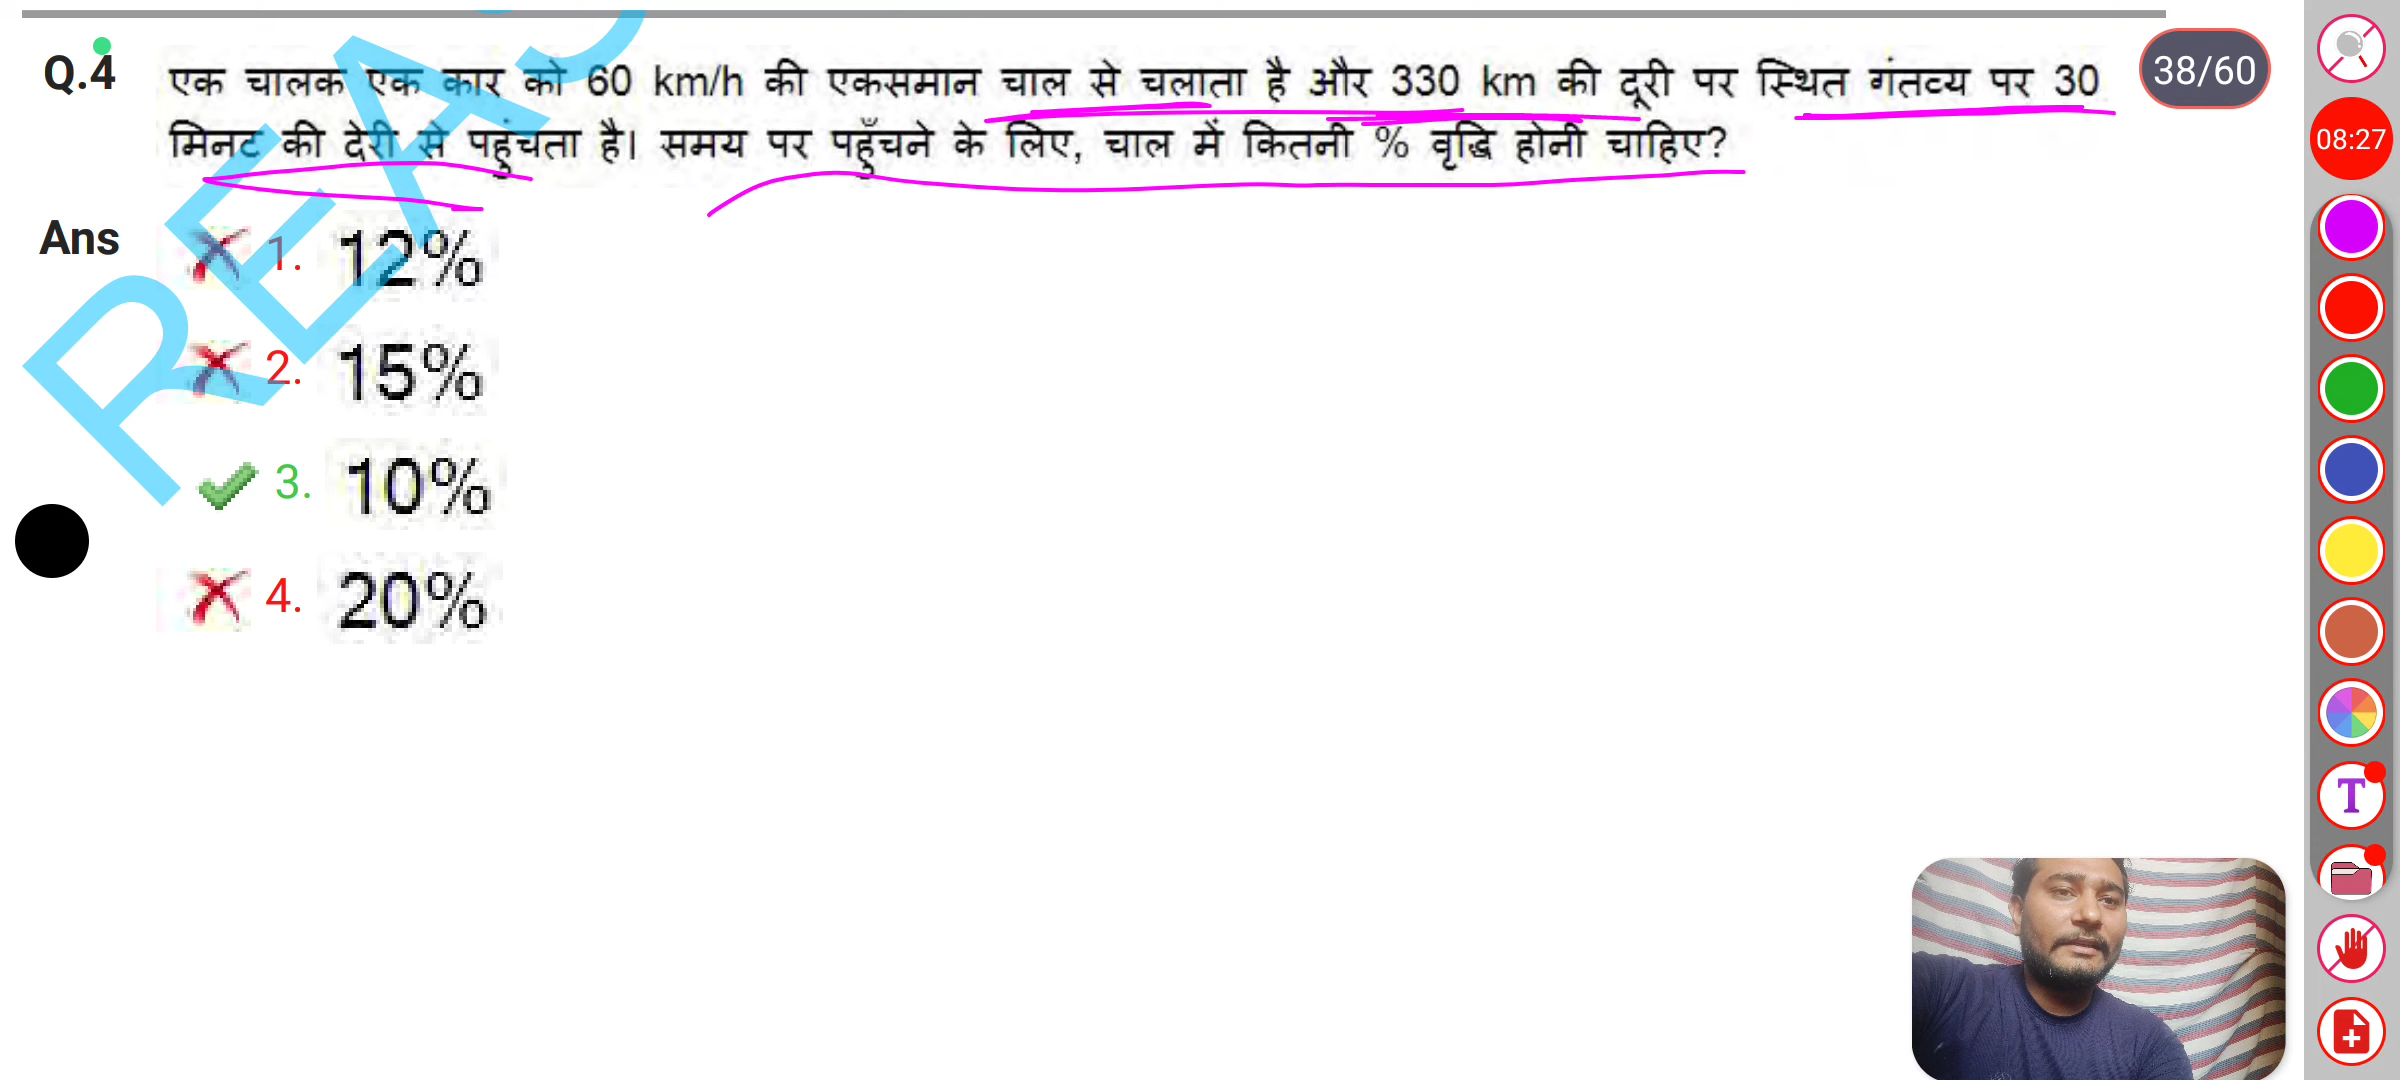 Q.4 एक चालक एक कार को 60 km/h की एकसमान चाल से चलाता है और 330 km की दूरी पर स्थित गंतव्य पर 30
मिनट की देरी से पहुंचता है। समय पर पहुँचने के लिए, चाल में कितनी % वृद्धि होनी चाहिए?
38/60
08:27
Ans 1. 12%
2. 15%
3. 10%
4. 20%
T